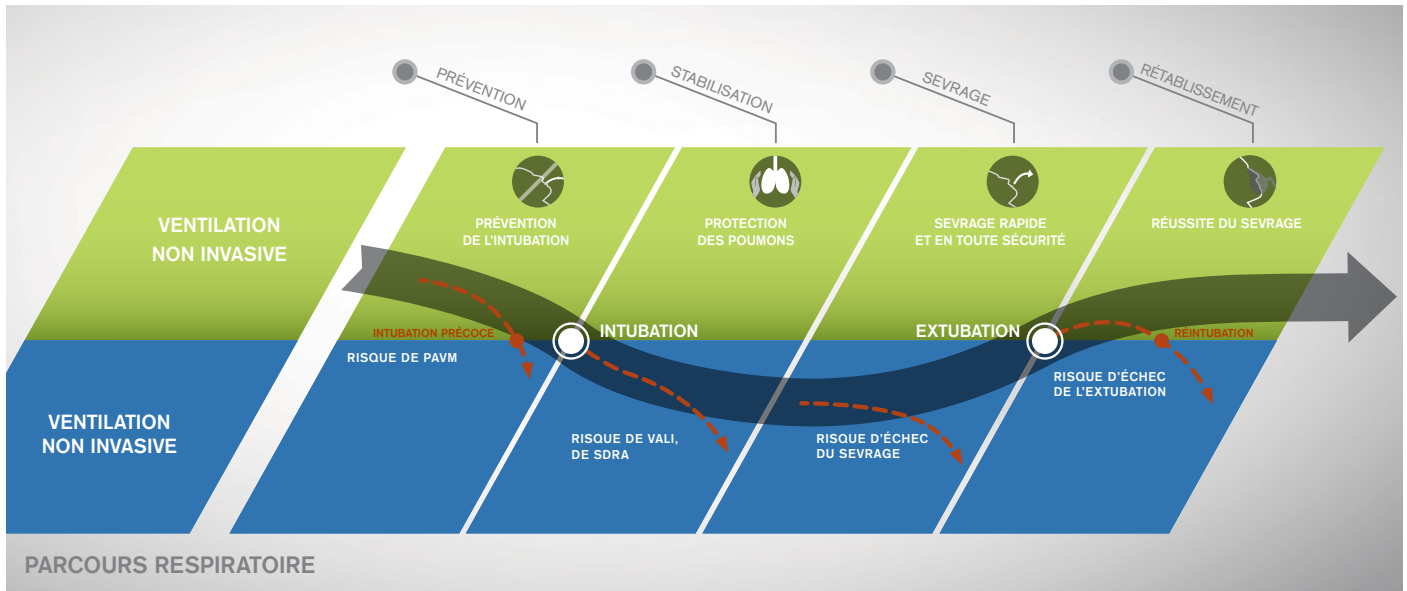 PRÉVENTION
STABILISATION
SEVRAGE
RÉTABLISSEMENT
VENTILATION
NON INVASIVE
PRÉVENTION
DE L'INTUBATION
PROTECTION
DES POUMONS
SEVRAGE RAPIDE
ET EN TOUTE SÉCURITÉ
RÉUSSITE DU SEVRAGE
INTUBATION PRÉCOCE
INTUBATION
EXTUBATION
RÉINTUBATION
RISQUE DE PAVM
RISQUE D'ÉCHEC
DE L'EXTUBATION
VENTILATION
NON INVASIVE
RISQUE DE VALI,
DE SDRA
RISQUE D'ÉCHEC
DU SEVRAGE
PARCOURS RESPIRATOIRE